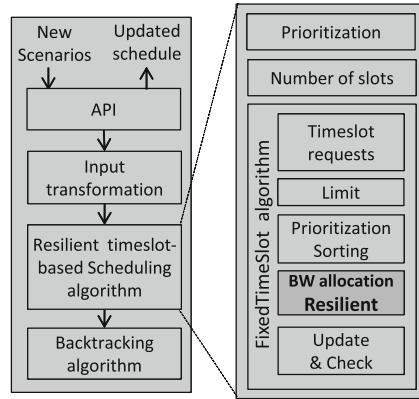 New
Scenarios
Updated
schedule
API
Input
transformation
Resilient timeslot-
based Scheduling
algorithm
Backtracking
algorithm
Prioritization
Number of slots
FixedTimeSlot algorithm
Timeslot
requests
Limit
Prioritization
Sorting
BW allocation
Resilient
Update
& Check